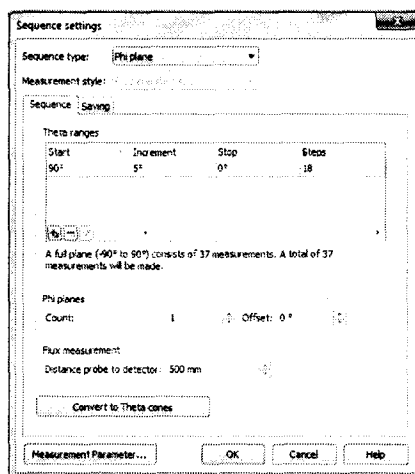 Sequence settings
Sequence type: Phi plane
Measurement style:
Sequence Saving
Theta ranges
Start Increment Stop Steps
90° 5° 0° 18
A full plane (-90° to 90°) consists of 37 measurements. A total of 37
measurements will be made.
Phi planes
Count: 1 Offset: 0 °
Flux measurement
Distance probe to detector: 500 mm
Convert to Theta cones
Measurement Parameter... OK Cancel Help